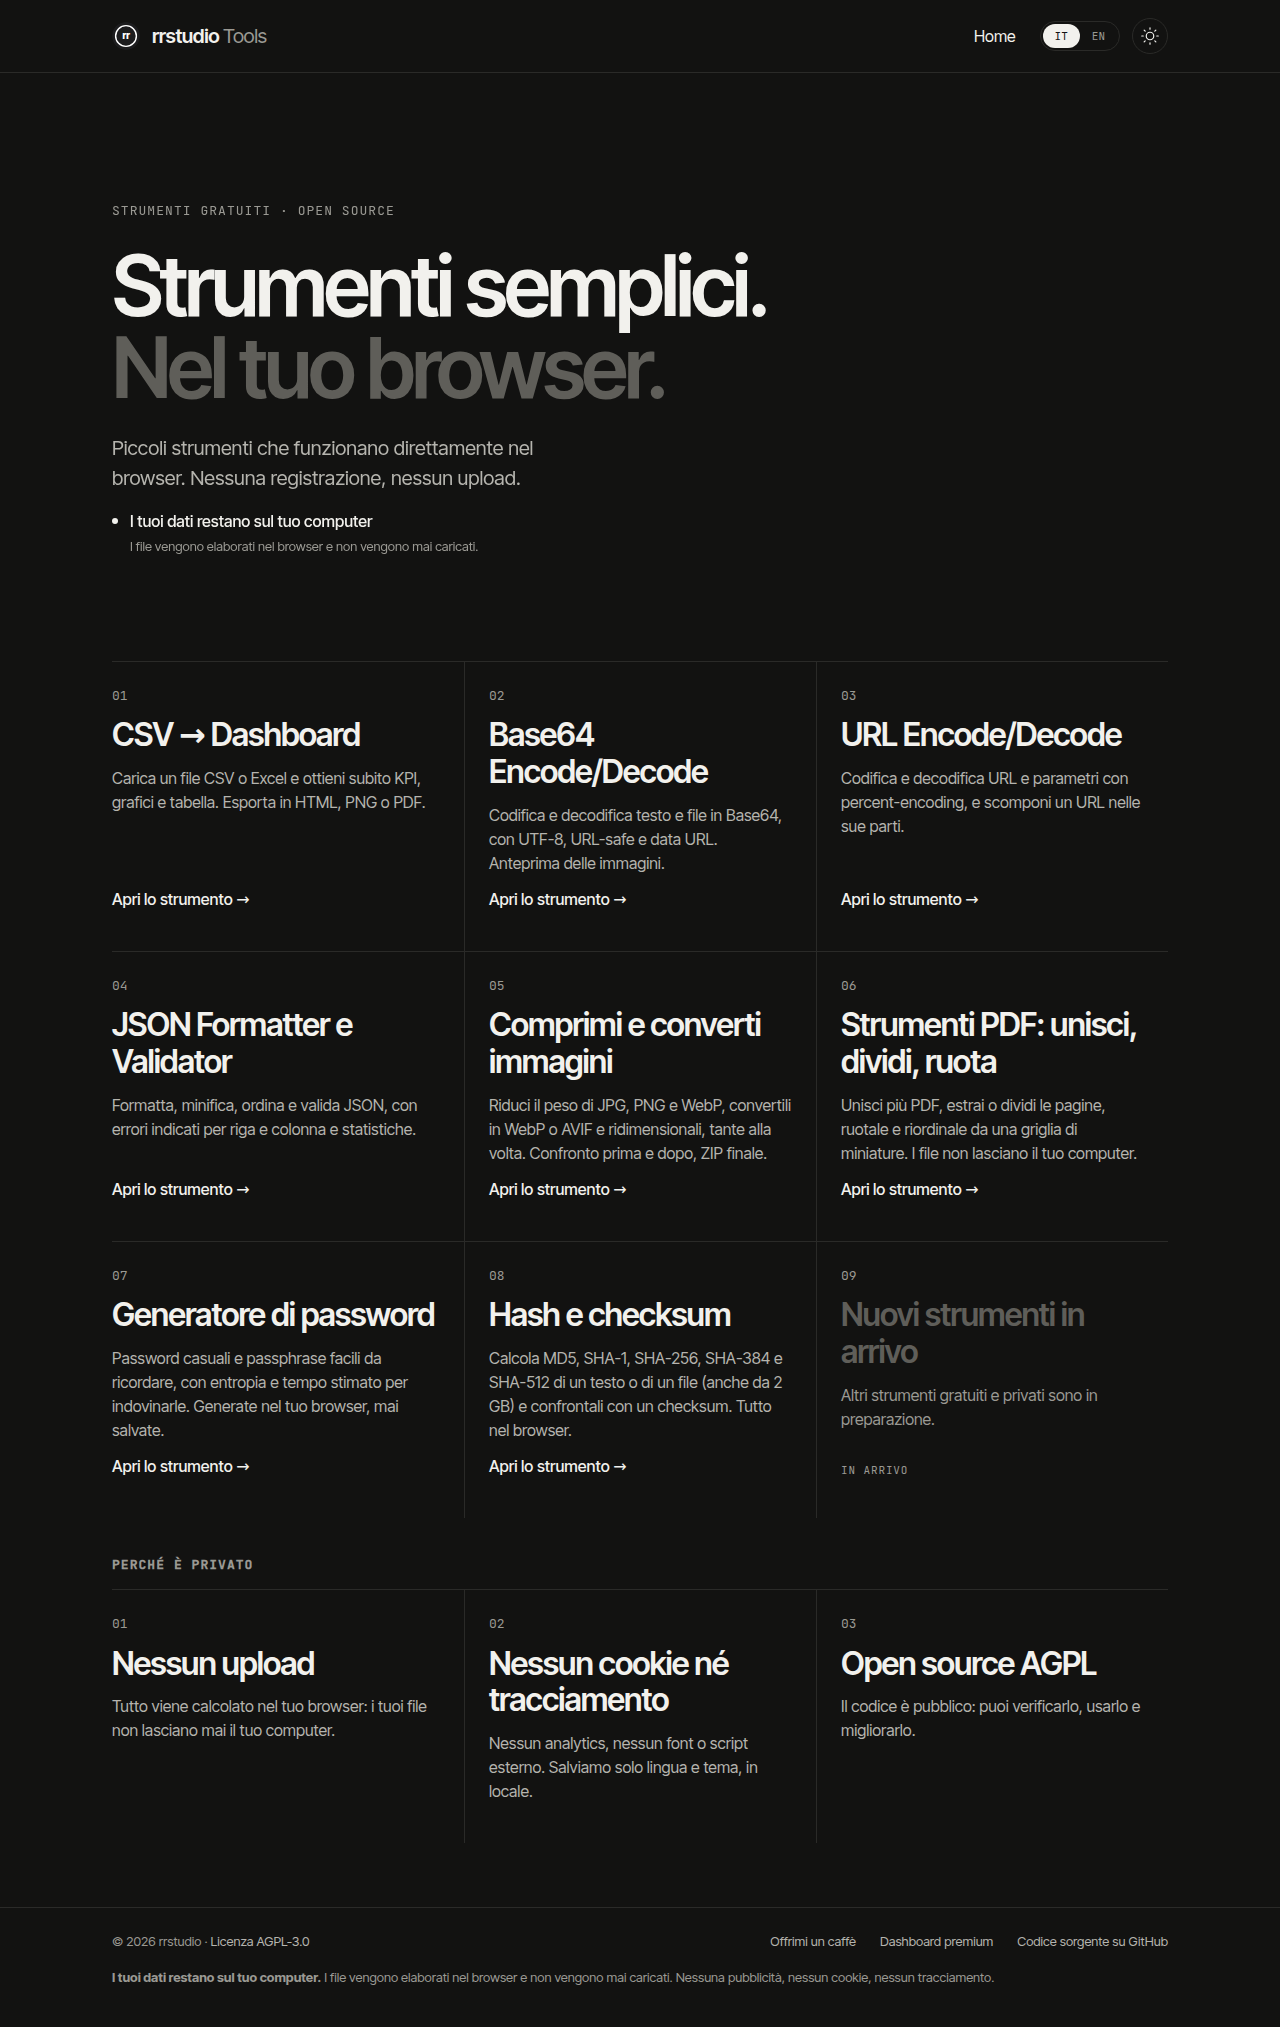 rr rrstudio Tools
Home
IT EN
STRUMENTI GRATUITI · OPEN SOURCE
Strumenti semplici.
Nel tuo browser.
Piccoli strumenti che funzionano direttamente nel
browser. Nessuna registrazione, nessun upload.
I tuoi dati restano sul tuo computer
I file vengono elaborati nel browser e non vengono mai caricati.
01
CSV → Dashboard
Carica un file CSV o Excel e ottieni subito KPI,
grafici e tabella. Esporta in HTML, PNG o PDF.
Apri lo strumento →
02
Base64
Encode/Decode
Codifica e decodifica testo e file in Base64,
con UTF-8, URL-safe e data URL.
Anteprima delle immagini.
Apri lo strumento →
03
URL Encode/Decode
Codifica e decodifica URL e parametri con
percent-encoding, e scomponi un URL nelle
sue parti.
Apri lo strumento →
04
JSON Formatter e
Validator
Formatta, minifica, ordina e valida JSON, con
errori indicati per riga e colonna e statistiche.
Apri lo strumento →
05
Comprimi e converti
immagini
Riduci il peso di JPG, PNG e WebP, convertili
in WebP o AVIF e ridimensionali, tante alla
volta. Confronto prima e dopo, ZIP finale.
Apri lo strumento →
06
Strumenti PDF: unisci,
dividi, ruota
Unisci più PDF, estrai o dividi le pagine,
ruotale e riordinale da una griglia di
miniature. I file non lasciano il tuo computer.
Apri lo strumento →
07
Generatore di password
Password casuali e passphrase facili da
ricordare, con entropia e tempo stimato per
indovinarle. Generate nel tuo browser, mai
salvate.
Apri lo strumento →
08
Hash e checksum
Calcola MD5, SHA-1, SHA-256, SHA-384 e
SHA-512 di un testo o di un file (anche da 2
GB) e confrontali con un checksum. Tutto
nel browser.
Apri lo strumento →
09
Nuovi strumenti in
arrivo
Altri strumenti gratuiti e privati sono in
preparazione.
IN ARRIVO
PERCHÉ È PRIVATO
01
Nessun upload
Tutto viene calcolato nel tuo browser: i tuoi file
non lasciano mai il tuo computer.
02
Nessun cookie né
tracciamento
Nessun analytics, nessun font o script
esterno. Salviamo solo lingua e tema, in
locale.
03
Open source AGPL
Il codice è pubblico: puoi verificarlo, usarlo e
migliorarlo.
© 2026 rrstudio · Licenza AGPL-3.0
Offrimi un caffè
Dashboard premium
Codice sorgente su GitHub
I tuoi dati restano sul tuo computer. I file vengono elaborati nel browser e non vengono mai caricati. Nessuna pubblicità, nessun cookie, nessun tracciamento.